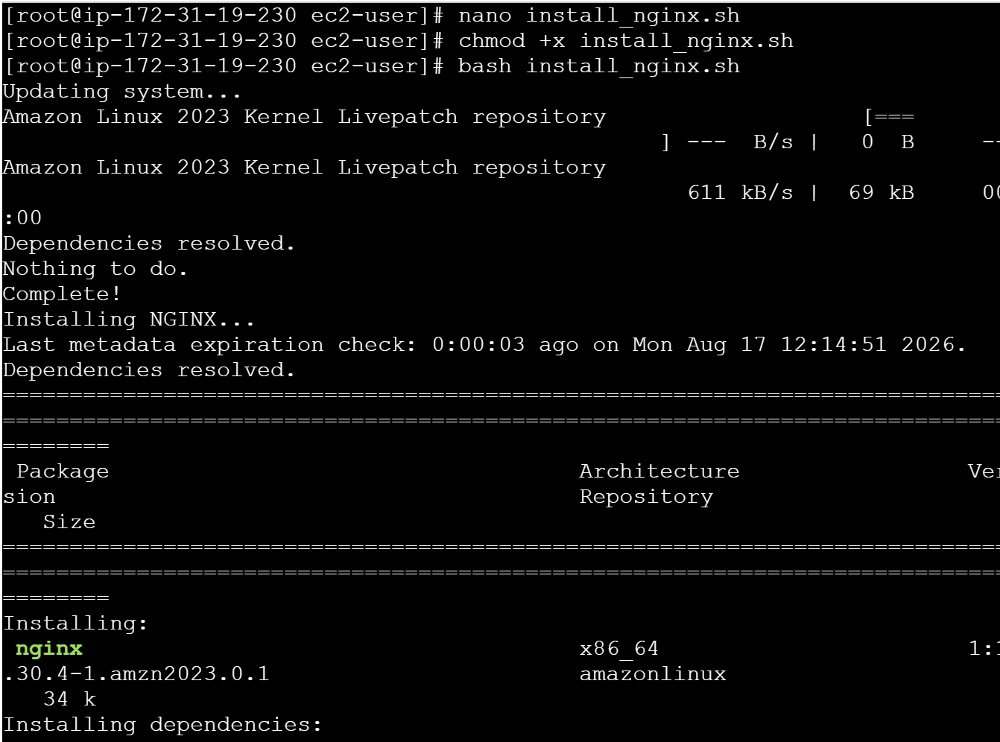 [root@ip-172-31-19-230 ec2-user]# nano install_nginx.sh
[root@ip-172-31-19-230 ec2-user]# chmod +x install_nginx.sh
[root@ip-172-31-19-230 ec2-user]# bash install_nginx.sh
Updating system...
Amazon Linux 2023 Kernel Livepatch repository                   [===
                                                 ] ---  B/s |   0  B     --
Amazon Linux 2023 Kernel Livepatch repository
                                                   611 kB/s |  69 kB     00
:00
Dependencies resolved.
Nothing to do.
Complete!
Installing NGINX...
Last metadata expiration check: 0:00:03 ago on Mon Aug 17 12:14:51 2026.
Dependencies resolved.
==========================================================================
==========================================================================
========
 Package                                   Architecture                 Ver
sion                                       Repository
   Size
==========================================================================
==========================================================================
========
Installing:
 nginx                                     x86_64                       1:1
.30.4-1.amzn2023.0.1                       amazonlinux
   34 k
Installing dependencies: